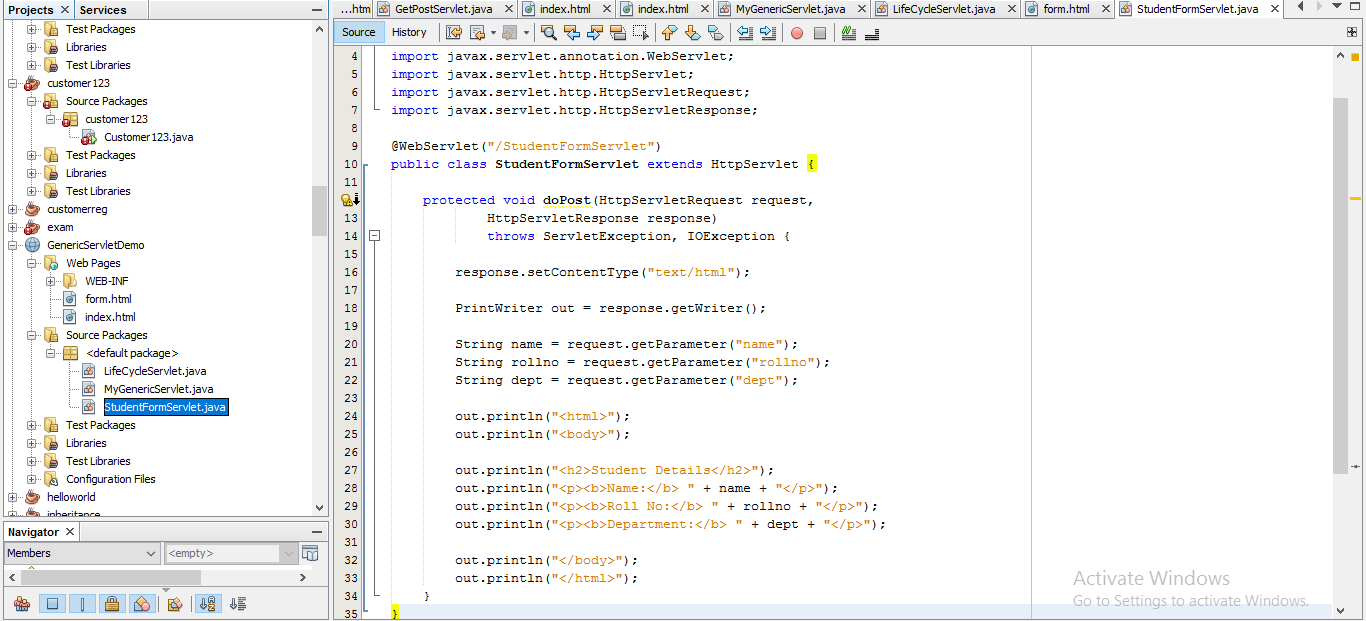 Projects
Services
Test Packages
Libraries
Test Libraries
customer123
Source Packages
customer123
Customer123.java
Test Packages
Libraries
Test Libraries
customerreg
exam
GenericServletDemo
Web Pages
WEB-INF
form.html
index.html
Source Packages
<default package>
LifeCycleServlet.java
MyGenericServlet.java
StudentFormServlet.java
Test Packages
Libraries
Test Libraries
Configuration Files
helloworld
inheritance
Navigator
Members
<empty>
...htm
GetPostServlet.java
index.html
index.html
MyGenericServlet.java
LifeCycleServlet.java
form.html
StudentFormServlet.java
Source
History
4 import javax.servlet.annotation.WebServlet;
5 import javax.servlet.http.HttpServlet;
6 import javax.servlet.http.HttpServletRequest;
7 import javax.servlet.http.HttpServletResponse;
8
9 @WebServlet("/StudentFormServlet")
10 public class StudentFormServlet extends HttpServlet {
11
protected void doPost(HttpServletRequest request,
13 HttpServletResponse response)
14 throws ServletException, IOException {
15
16 response.setContentType("text/html");
17
18 PrintWriter out = response.getWriter();
19
20 String name = request.getParameter("name");
21 String rollno = request.getParameter("rollno");
22 String dept = request.getParameter("dept");
23
24 out.println("<html>");
25 out.println("<body>");
26
27 out.println("<h2>Student Details</h2>");
28 out.println("<p><b>Name:</b> " + name + "</p>");
29 out.println("<p><b>Roll No:</b> " + rollno + "</p>");
30 out.println("<p><b>Department:</b> " + dept + "</p>");
31
32 out.println("</body>");
33 out.println("</html>");
34 }
35 }
Activate Windows
Go to Settings to activate Windows.